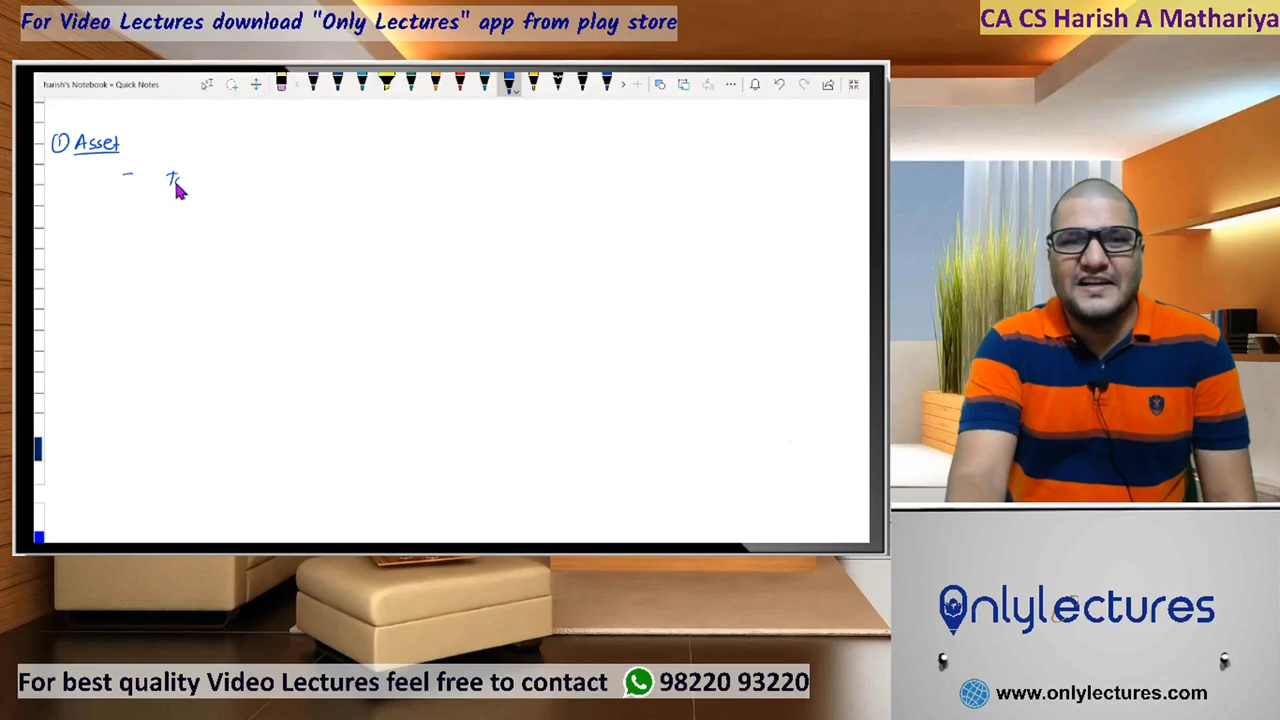 For Video Lectures download "Only Lectures" app from play store
CA CS Harish A Mathariya
harish's Notebook » Quick Notes
① Asset
-
Onlylectures
www.onlylectures.com
For best quality Video Lectures feel free to contact 98220 93220